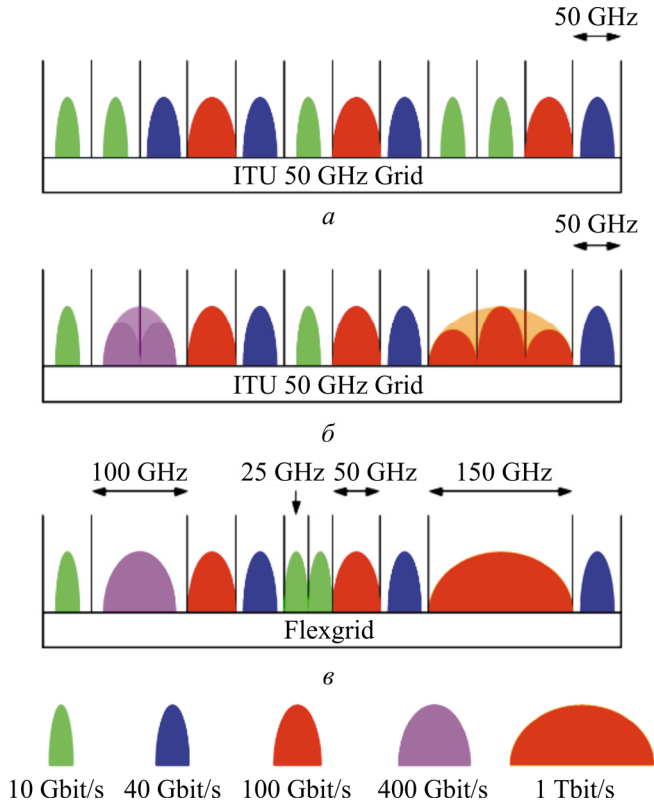 50 GHz
ITU 50 GHz Grid
а
50 GHz
ITU 50 GHz Grid
б
100 GHz 25 GHz 50 GHz 150 GHz
Flexgrid
в
10 Gbit/s 40 Gbit/s 100 Gbit/s 400 Gbit/s 1 Tbit/s